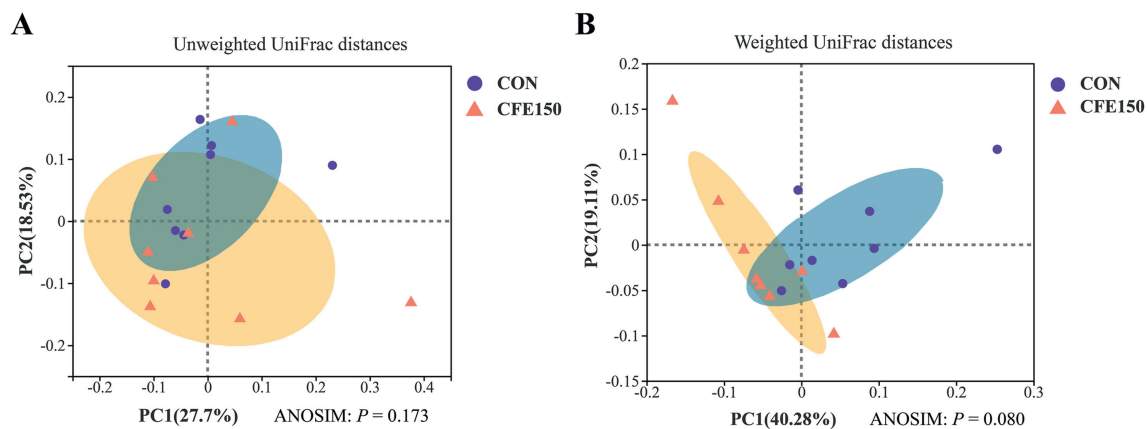 A
Unweighted UniFrac distances
CON
CFE150
0.2
0.1
0
-0.1
-0.2
PC2(18.53%)
-0.2
-0.1
0
0.1
0.2
0.3
0.4
PC1(27.7%)
ANOSIM: P = 0.173
B
Weighted UniFrac distances
CON
CFE150
0.2
0.15
0.1
0.05
0
-0.05
-0.1
-0.15
PC2(19.11%)
-0.2
-0.1
0
0.1
0.2
0.3
PC1(40.28%)
ANOSIM: P = 0.080